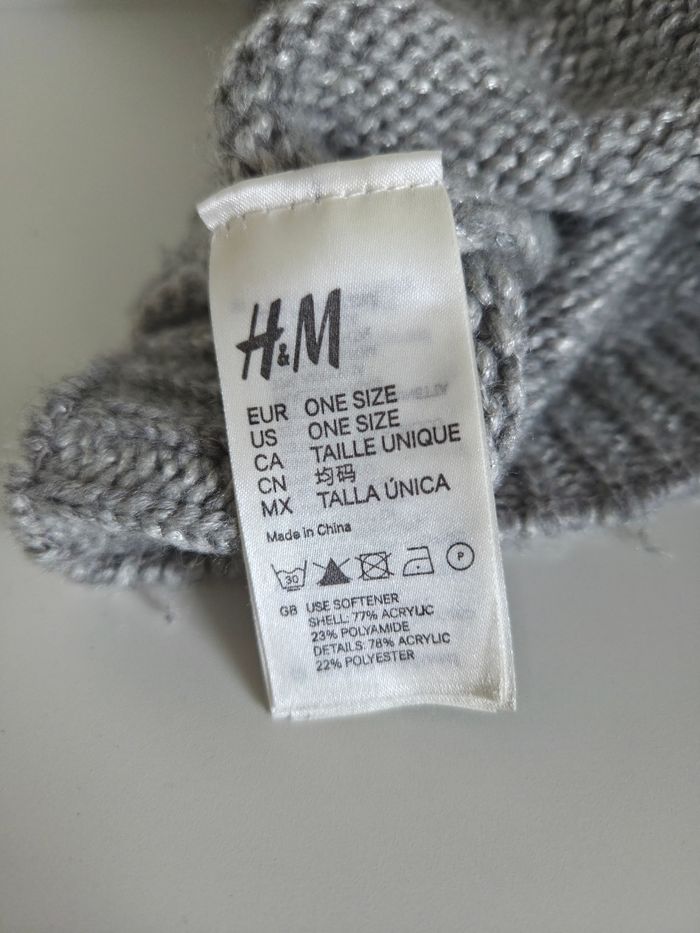 H&M
EUR ONE SIZE
US ONE SIZE
CA TAILLE UNIQUE
CN 均码
MX TALLA ÚNICA
Made in China
30 P
GB USE SOFTENER
SHELL: 77% ACRYLIC
23% POLYAMIDE
DETAILS: 78% ACRYLIC
22% POLYESTER